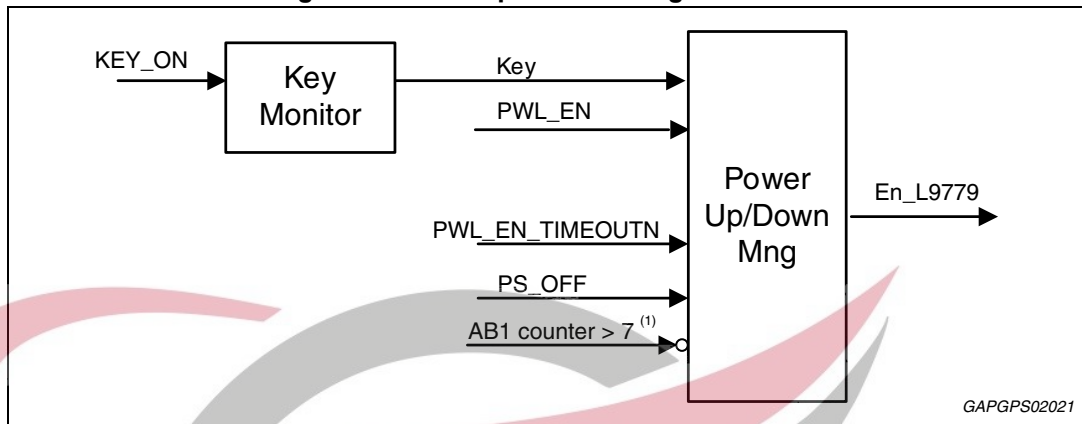 KEY_ON
Key
Monitor
Key
PWL_EN
PWL_EN_TIMEOUTN
PS_OFF
AB1 counter > 7 (1)
Power
Up/Down
Mng
En_L9779
GAPGPS02021